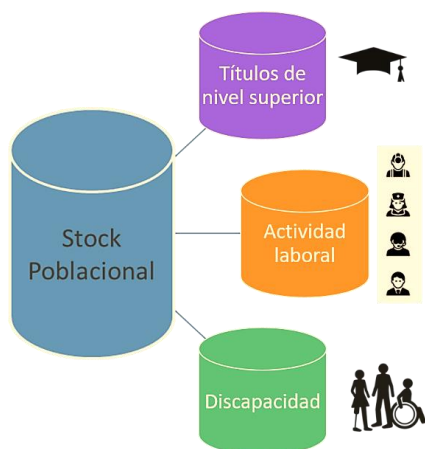 Títulos de
nivel superior
Stock
Poblacional
Actividad
laboral
Discapacidad